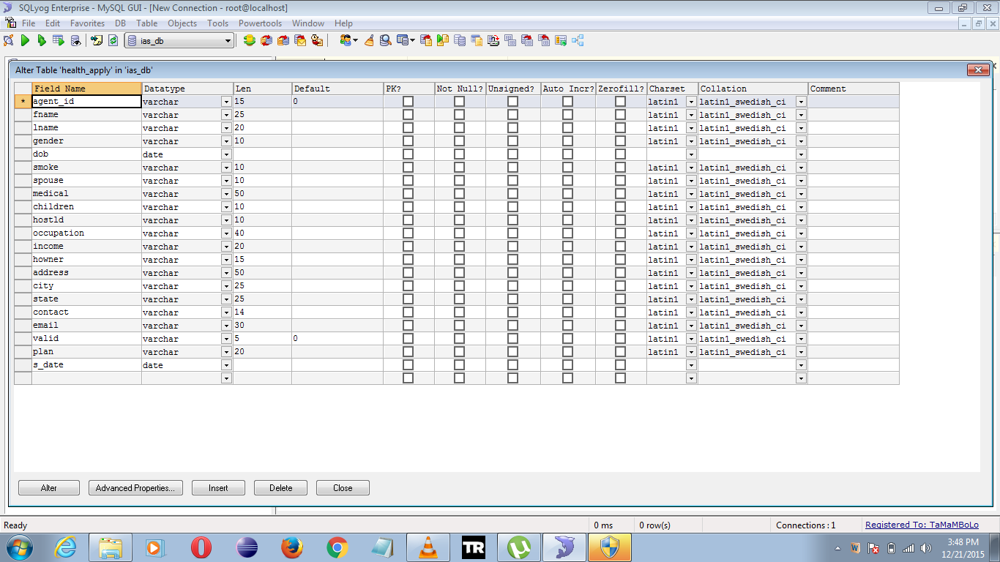 SQLyog Enterprise - MySQL GUI - [New Connection - root@localhost]
File Edit Favorites DB Table Objects Tools Powertools Window Help
ias_db
Alter Table 'health_apply' in 'ias_db'
Field Name Datatype Len Default PK? Not Null? Unsigned? Auto Incr? Zerofill? Charset Collation Comment
* agent_id varchar 15 0 latin1 latin1_swedish_ci
fname varchar 25 latin1 latin1_swedish_ci
lname varchar 20 latin1 latin1_swedish_ci
gender varchar 10 latin1 latin1_swedish_ci
dob date
smoke varchar 10 latin1 latin1_swedish_ci
spouse varchar 10 latin1 latin1_swedish_ci
medical varchar 50 latin1 latin1_swedish_ci
children varchar 10 latin1 latin1_swedish_ci
hostld varchar 10 latin1 latin1_swedish_ci
occupation varchar 40 latin1 latin1_swedish_ci
income varchar 20 latin1 latin1_swedish_ci
howner varchar 15 latin1 latin1_swedish_ci
address varchar 50 latin1 latin1_swedish_ci
city varchar 25 latin1 latin1_swedish_ci
state varchar 25 latin1 latin1_swedish_ci
contact varchar 14 latin1 latin1_swedish_ci
email varchar 30 latin1 latin1_swedish_ci
valid varchar 5 0 latin1 latin1_swedish_ci
plan varchar 20 latin1 latin1_swedish_ci
s_date date
Alter Advanced Properties... Insert Delete Close
Ready 0 ms 0 row(s) Connections : 1 Registered To: TaMaMBoLo
TR
3:48 PM
12/21/2015